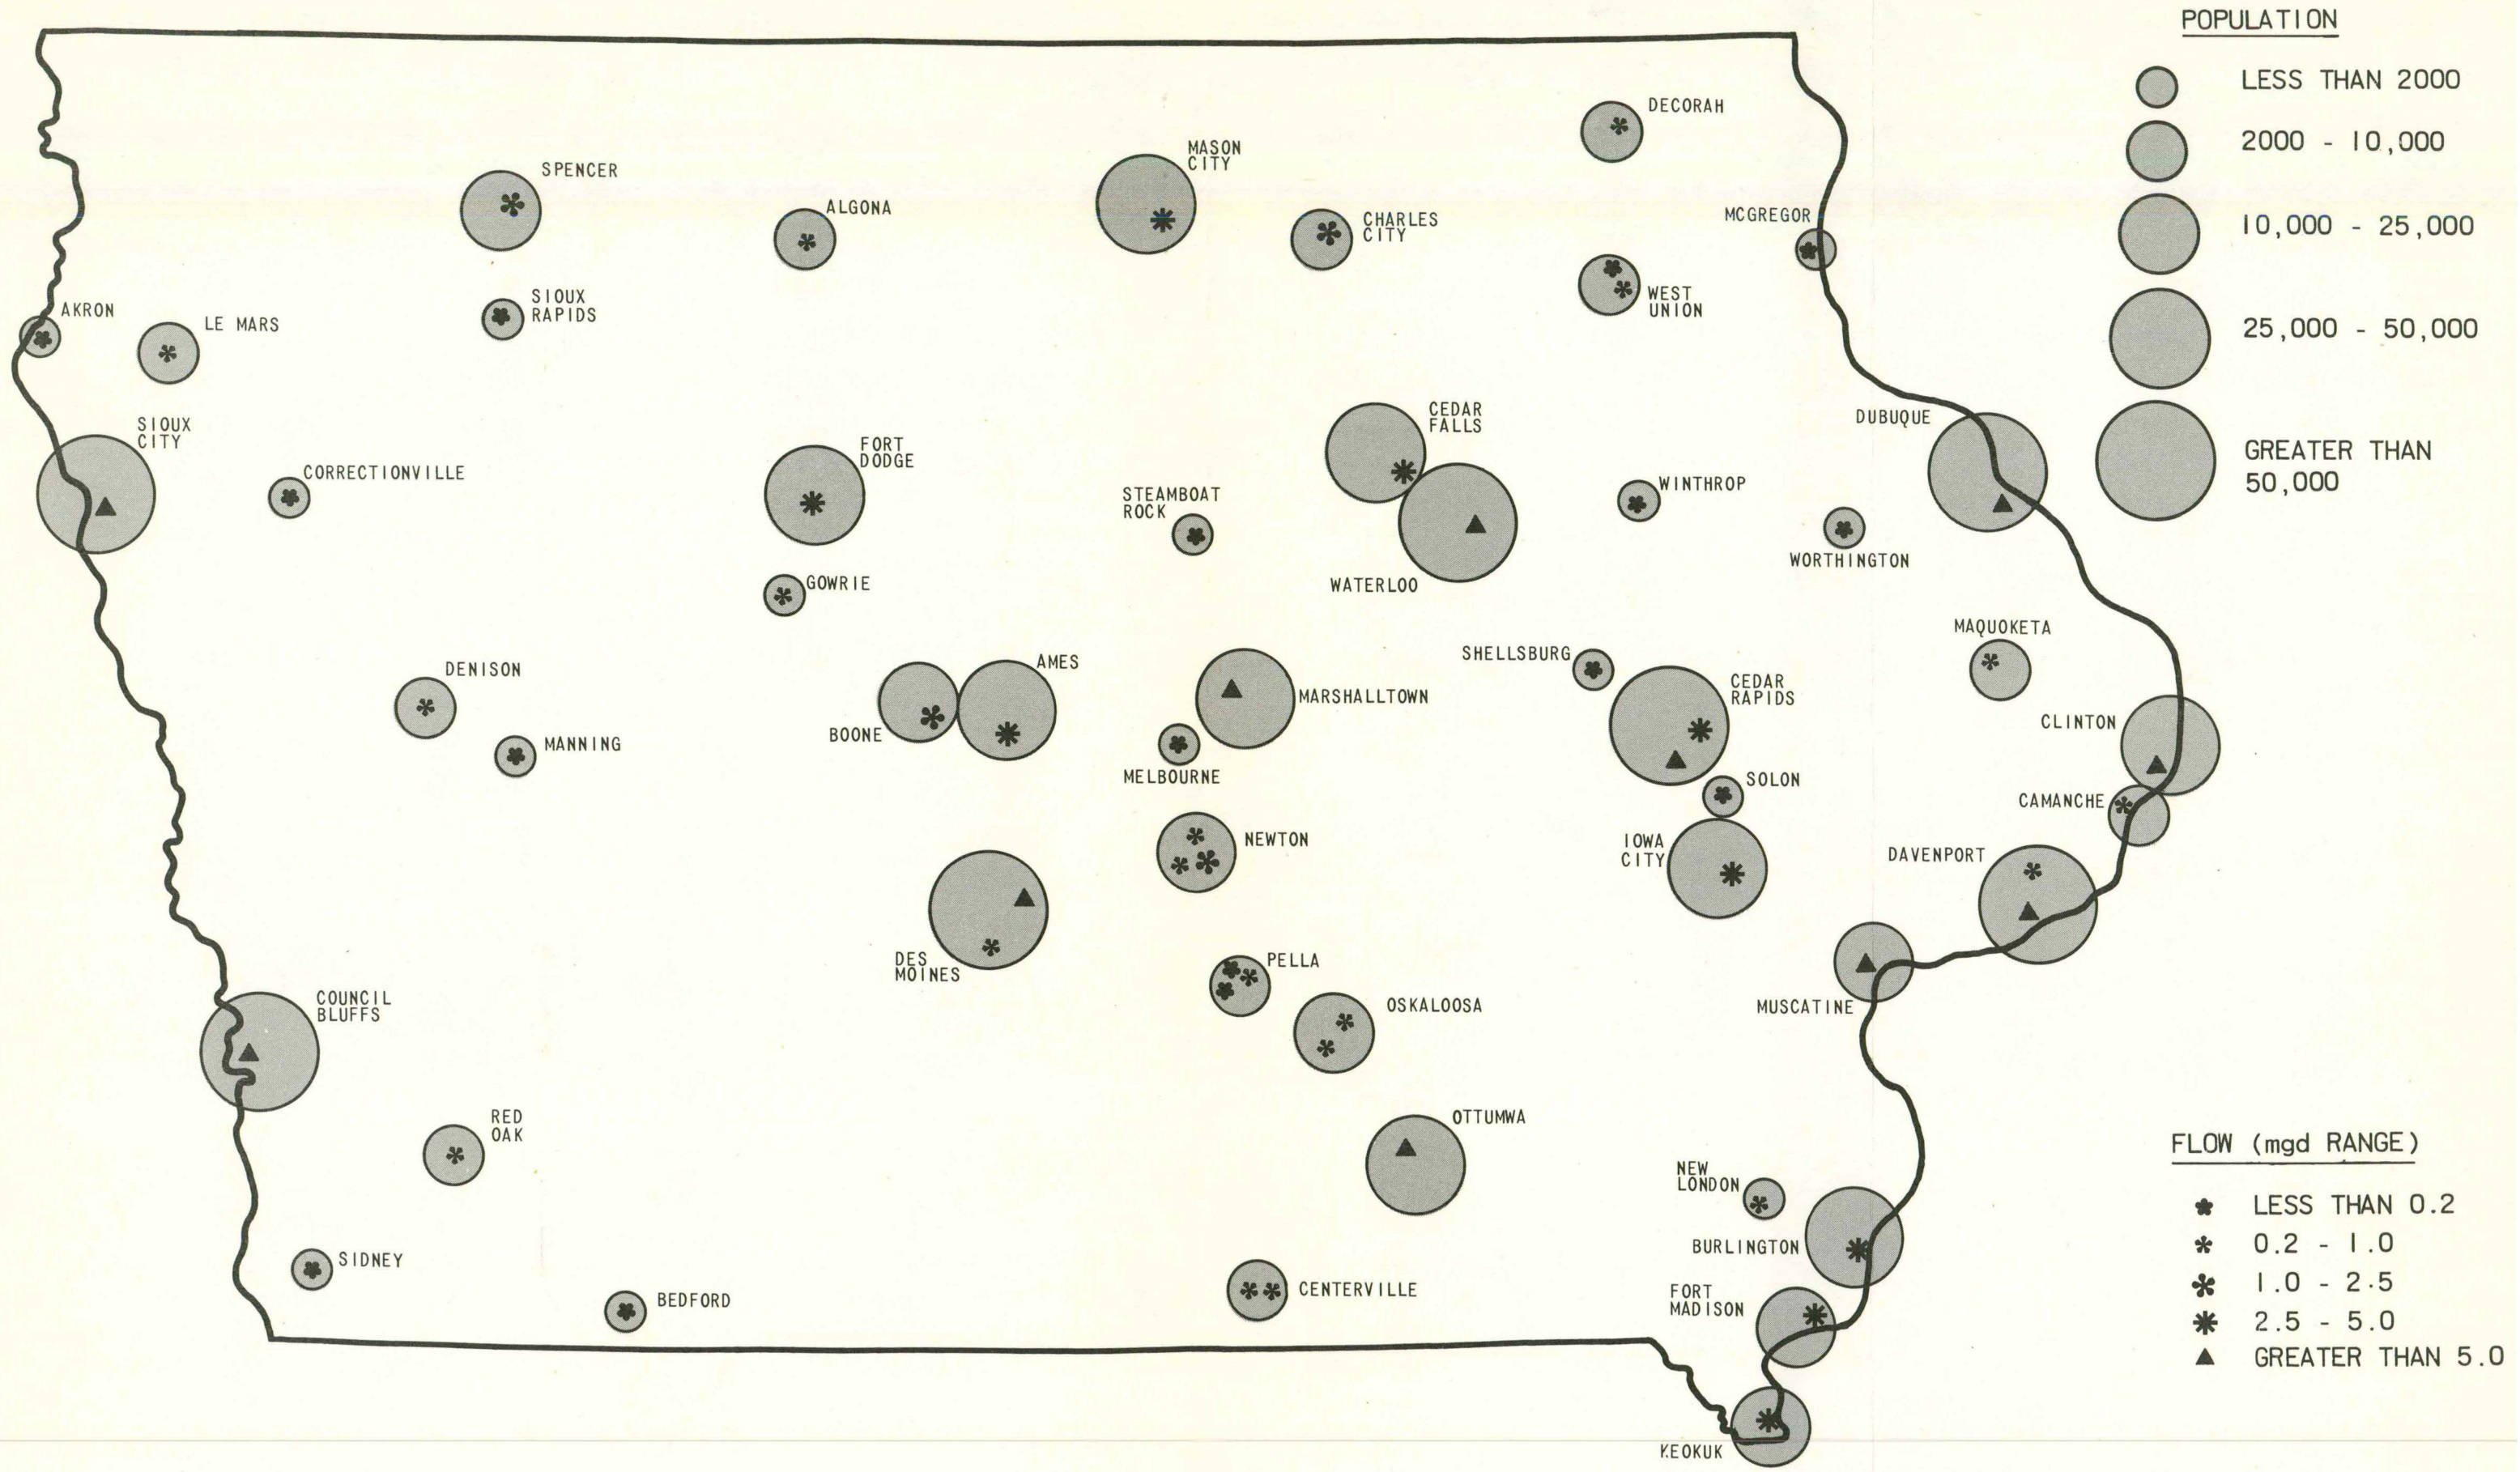 POPULATION
LESS THAN 2000
2000 - 10,000
10,000 - 25,000
25,000 - 50,000
GREATER THAN
50,000
DECORAH
MASON
CITY
SPENCER
ALGONA
CHARLES
CITY
MCGREGOR
WEST
UNION
SIOUX
RAPIDS
AKRON
LE MARS
SIOUX
CITY
CORRECTIONVILLE
FORT
DODGE
CEDAR
FALLS
DUBUQUE
STEAMBOAT
ROCK
WINTHROP
WORTHINGTON
WATERLOO
GOWRIE
MAQUOKETA
SHELLSBURG
DENISON
AMES
MARSHALLTOWN
CEDAR
RAPIDS
CLINTON
BOONE
MANNING
MELBOURNE
SOLON
CAMANCHE
NEWTON
IOWA
CITY
DAVENPORT
DES
MOINES
PELLA
OSKALOOSA
MUSCATINE
COUNCIL
BLUFFS
RED
OAK
OTTUMWA
NEW
LONDON
BURLINGTON
SIDNEY
BEDFORD
CENTERVILLE
FORT
MADISON
KEOKUK
FLOW (mgd RANGE)
LESS THAN 0.2
0.2 - 1.0
1.0 - 2.5
2.5 - 5.0
GREATER THAN 5.0